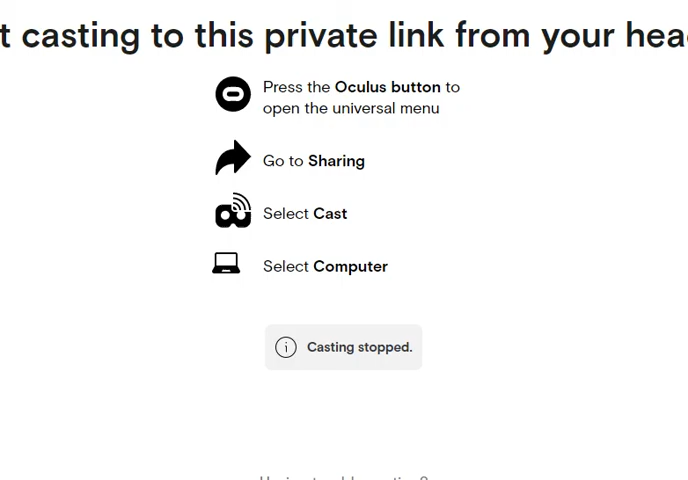 t casting to this private link from your hea
Press the Oculus button to
open the universal menu
Go to Sharing
Select Cast
Select Computer
Casting stopped.